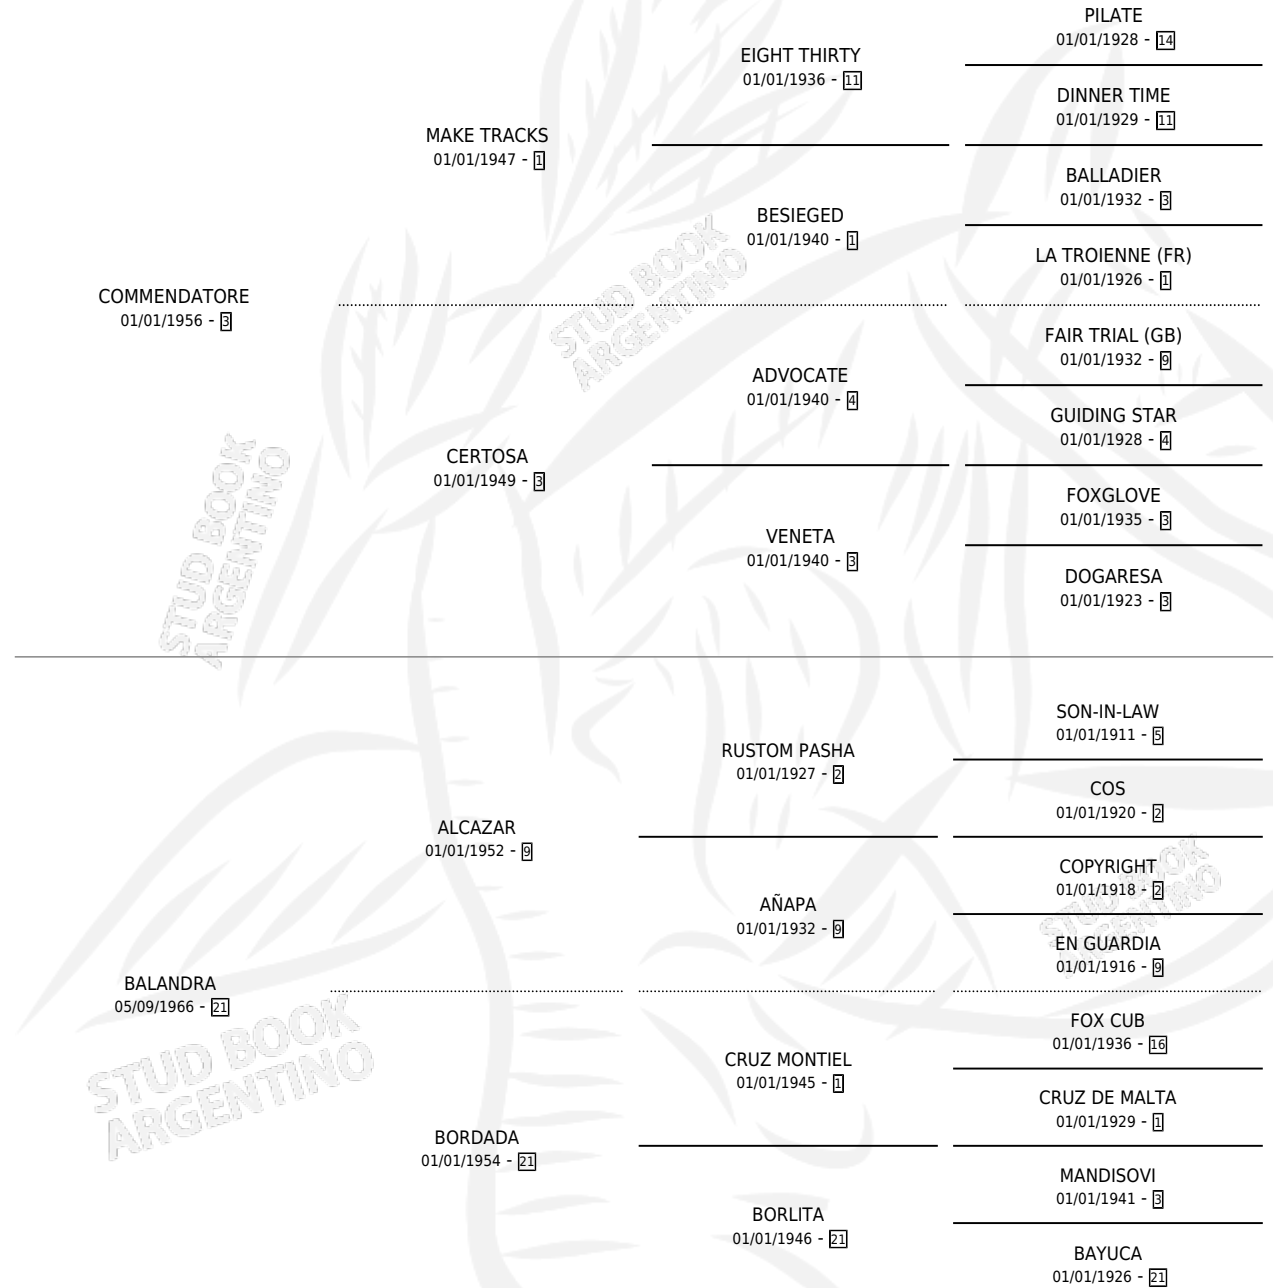 PILATE
01/01/1928 - 14
EIGHT THIRTY
01/01/1936 - 11
DINNER TIME
01/01/1929 - 11
MAKE TRACKS
01/01/1947 - 1
BALLADIER
01/01/1932 - 3
BESIEGED
01/01/1940 - 1
LA TROIENNE (FR)
01/01/1926 - 1
COMMENDATORE
01/01/1956 - 3
STUD BOOK
ARGENTINO
FAIR TRIAL (GB)
01/01/1932 - 9
ADVOCATE
01/01/1940 - 4
GUIDING STAR
01/01/1928 - 4
CERTOSA
01/01/1949 - 3
FOXGLOVE
01/01/1935 - 3
VENETA
01/01/1940 - 3
DOGARESA
01/01/1923 - 3
STUD BOOK
ARGENTINO
SON-IN-LAW
01/01/1911 - 5
RUSTOM PASHA
01/01/1927 - 2
COS
01/01/1920 - 2
ALCAZAR
01/01/1952 - 9
COPYRIGHT
01/01/1918 - 2
AÑAPA
01/01/1932 - 9
EN GUARDIA
01/01/1916 - 9
STUD BOOK
ARGENTINO
BALANDRA
05/09/1966 - 21
FOX CUB
01/01/1936 - 16
CRUZ MONTIEL
01/01/1945 - 1
CRUZ DE MALTA
01/01/1929 - 1
STUD BOOK
ARGENTINO
BORDADA
01/01/1954 - 21
MANDISOVI
01/01/1941 - 3
BORLITA
01/01/1946 - 21
BAYUCA
01/01/1926 - 21